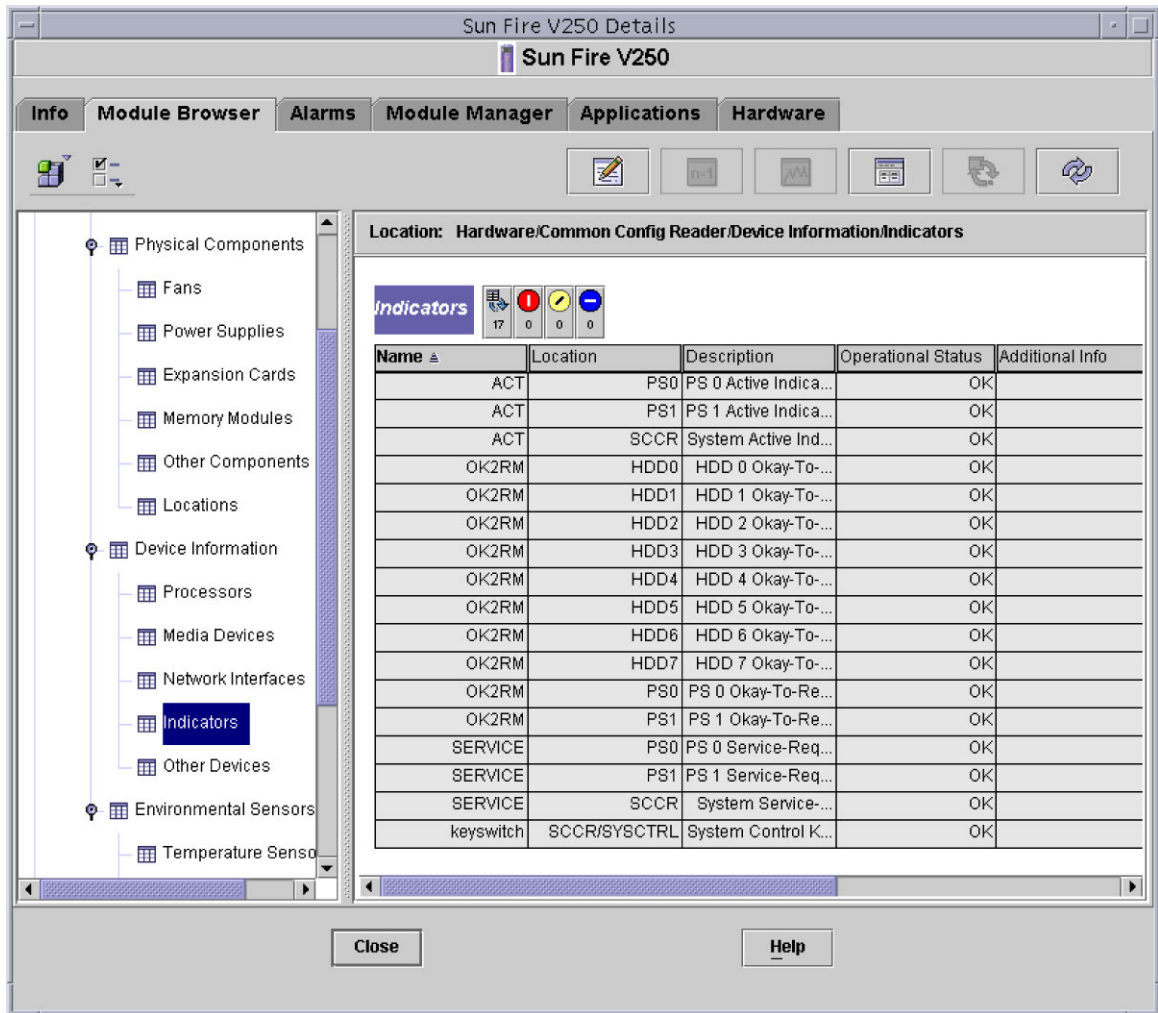 Sun Fire V250 Details
Sun Fire V250
Info Module Browser Alarms Module Manager Applications Hardware
n=1
Physical Components
Fans
Power Supplies
Expansion Cards
Memory Modules
Other Components
Locations
Device Information
Processors
Media Devices
Network Interfaces
Indicators
Other Devices
Environmental Sensors
Temperature Senso
Location: Hardware/Common Config Reader/Device Information/Indicators
Indicators 17 0 0 0
Name Location Description Operational Status Additional Info
ACT PS0 PS 0 Active Indica... OK
ACT PS1 PS 1 Active Indica... OK
ACT SCCR System Active Ind... OK
OK2RM HDD0 HDD 0 Okay-To-... OK
OK2RM HDD1 HDD 1 Okay-To-... OK
OK2RM HDD2 HDD 2 Okay-To-... OK
OK2RM HDD3 HDD 3 Okay-To-... OK
OK2RM HDD4 HDD 4 Okay-To-... OK
OK2RM HDD5 HDD 5 Okay-To-... OK
OK2RM HDD6 HDD 6 Okay-To-... OK
OK2RM HDD7 HDD 7 Okay-To-... OK
OK2RM PS0 PS 0 Okay-To-Re... OK
OK2RM PS1 PS 1 Okay-To-Re... OK
SERVICE PS0 PS 0 Service-Req... OK
SERVICE PS1 PS 1 Service-Req... OK
SERVICE SCCR System Service-... OK
keyswitch SCCR/SYSCTRL System Control K... OK
Close Help